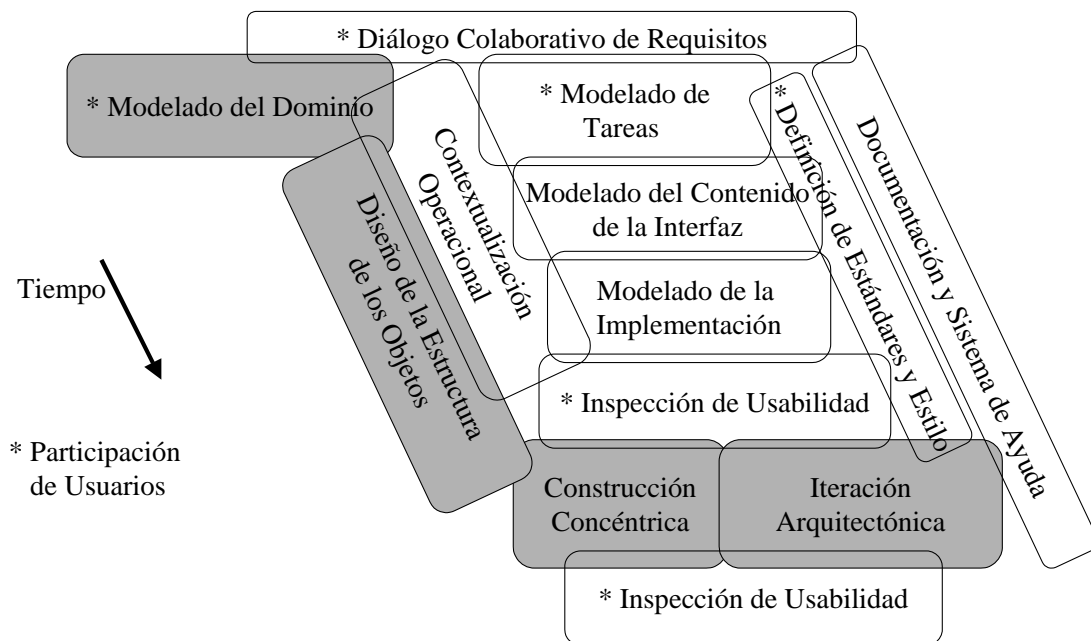 * Diálogo Colaborativo de Requisitos
* Modelado del Dominio
* Modelado de
Tareas
Contextualización
Operacional
* Definición de Estándares y Estilo
Documentación y Sistema de Ayuda
Modelado del Contenido
de la Interfaz
Diseño de la Estructura
de los Objetos
Tiempo
Modelado de la
Implementación
* Inspección de Usabilidad
* Participación
de Usuarios
Construcción
Concéntrica
Iteración
Arquitectónica
* Inspección de Usabilidad